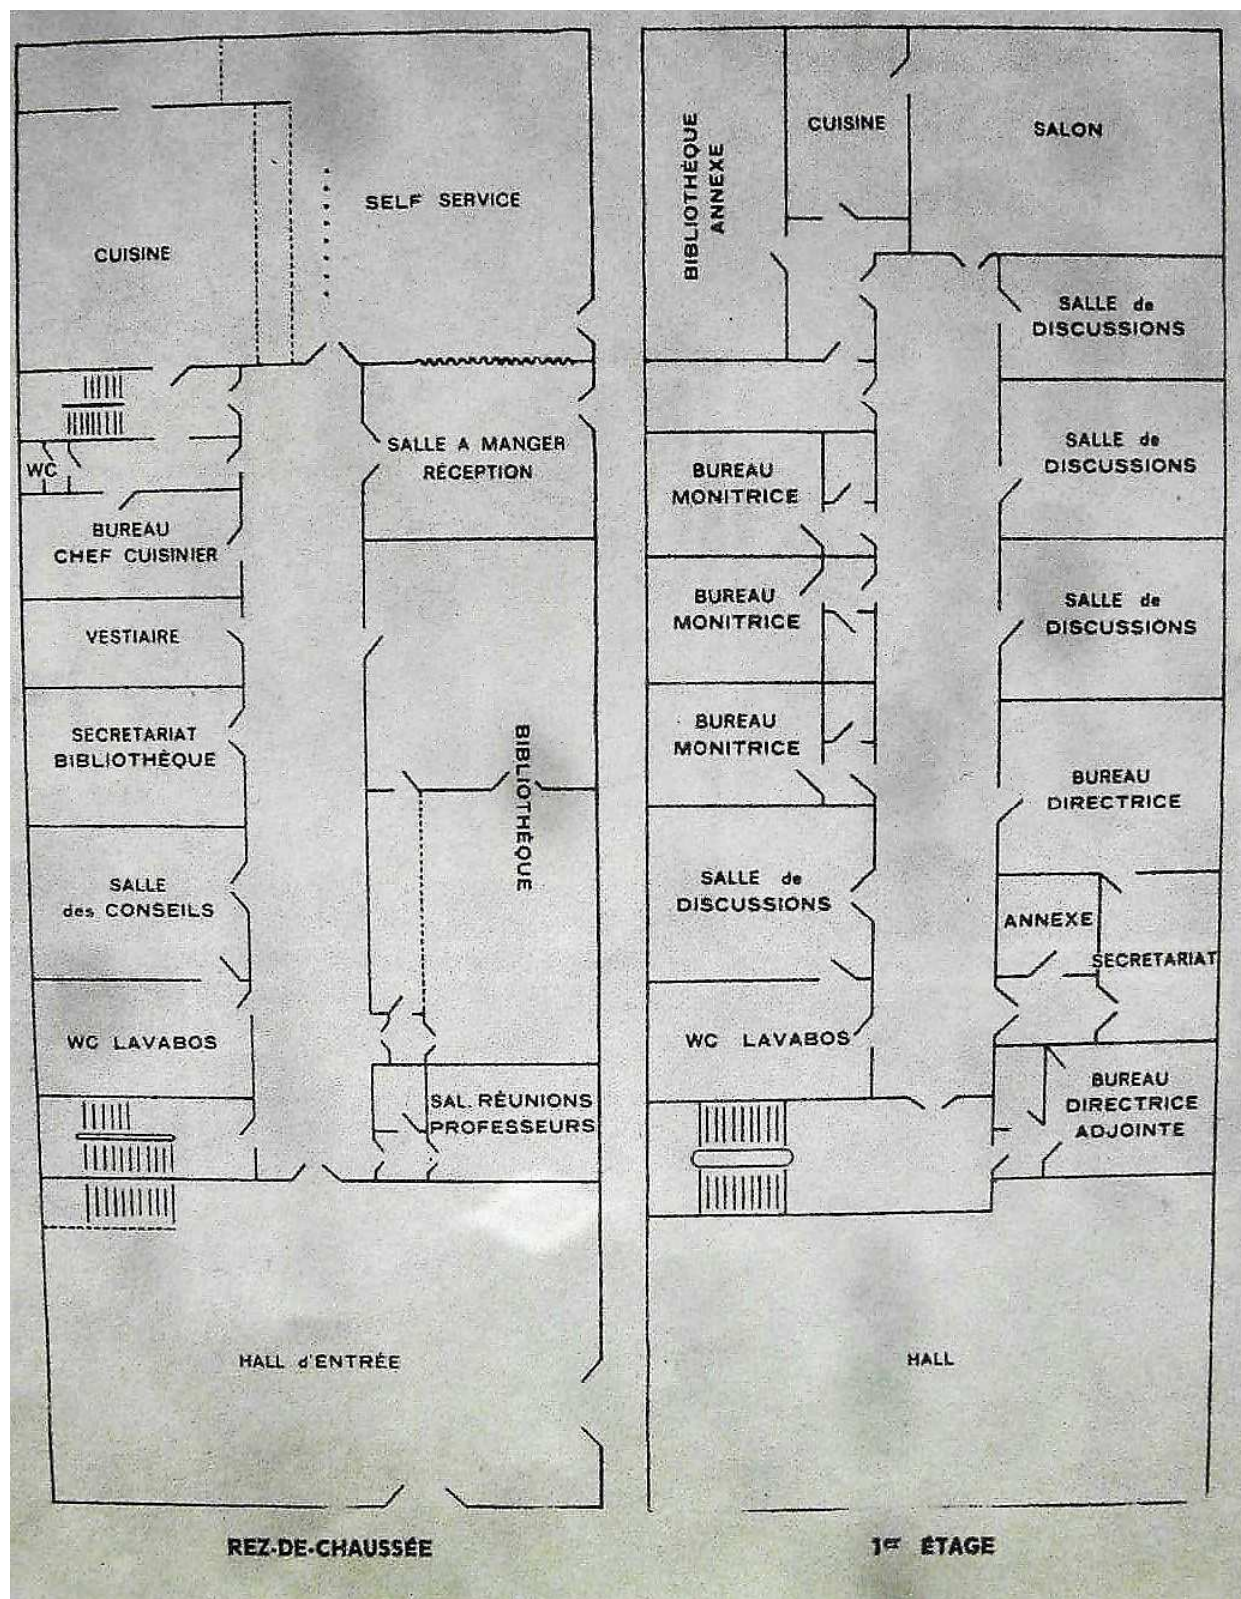 SELF SERVICE
CUISINE
SALLE A MANGER
RÉCEPTION
WC
BUREAU
CHEF CUISINIER
VESTIAIRE
SECRETARIAT
BIBLIOTHÈQUE
BIBLIOTHÈQUE
SALLE
des CONSEILS
WC LAVABOS
SAL. RÉUNIONS
PROFESSEURS
HALL d'ENTRÉE
REZ-DE-CHAUSSÉE
BIBLIOTHÈQUE
ANNEXE
CUISINE
SALON
SALLE de
DISCUSSIONS
SALLE de
DISCUSSIONS
BUREAU
MONITRICE
SALLE de
DISCUSSIONS
BUREAU
MONITRICE
BUREAU
MONITRICE
BUREAU
DIRECTRICE
SALLE de
DISCUSSIONS
ANNEXE
SECRETARIAT
WC LAVABOS
BUREAU
DIRECTRICE
ADJOINTE
HALL
1er ÉTAGE